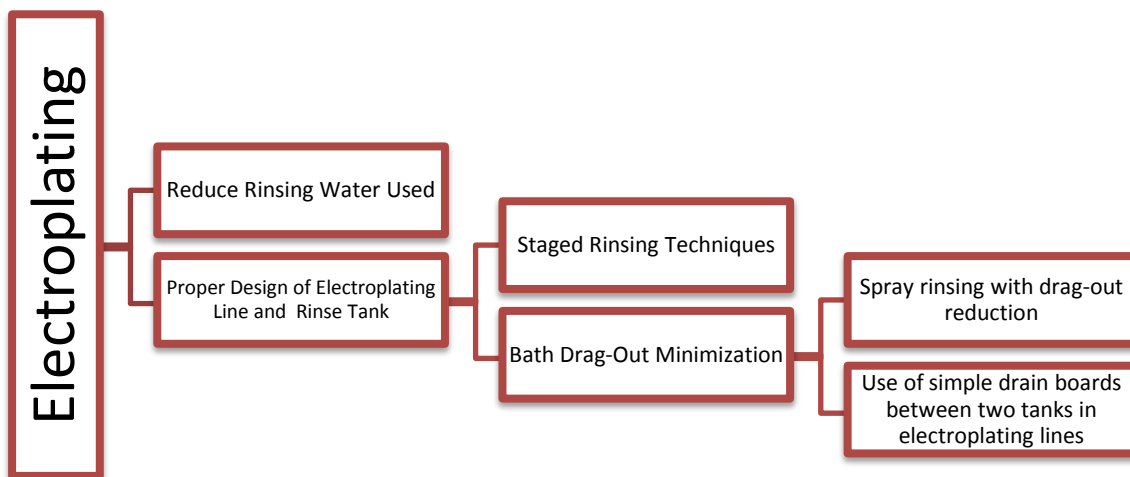 Electroplating
Reduce Rinsing Water Used
Proper Design of Electroplating
Line and Rinse Tank
Staged Rinsing Techniques
Bath Drag-Out Minimization
Spray rinsing with drag-out
reduction
Use of simple drain boards
between two tanks in
electroplating lines